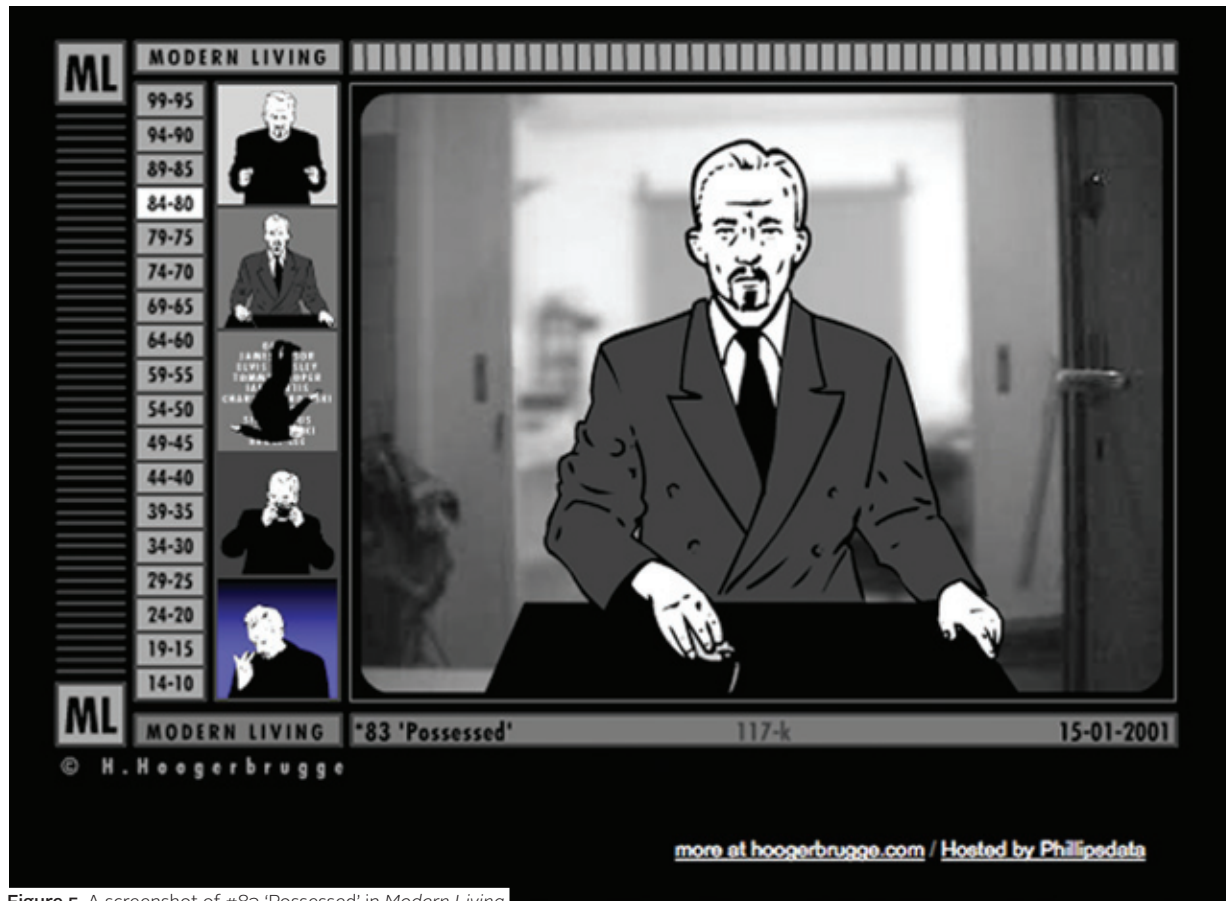 ML
MODERN LIVING
99-95
94-90
89-85
84-80
79-75
74-70
69-65
64-60
59-55
54-50
49-45
44-40
39-35
34-30
29-25
24-20
19-15
14-10
ML
MODERN LIVING
*83 'Possessed' 117-k 15-01-2001
© H.Hoogerbrugge
more at hoogerbrugge.com / Hosted by Phillipsdata
Figure 5. A screenshot of #83 'Possessed' in Modern Living